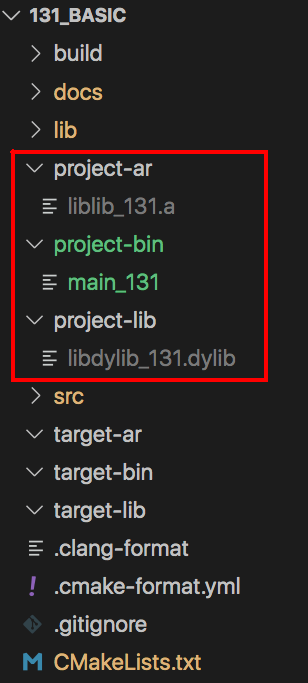 131_BASIC
build
docs
lib
project-ar
liblib_131.a
project-bin
main_131
project-lib
libdylib_131.dylib
src
target-ar
target-bin
target-lib
.clang-format
! .cmake-format.yml
.gitignore
M CMakeLists.txt